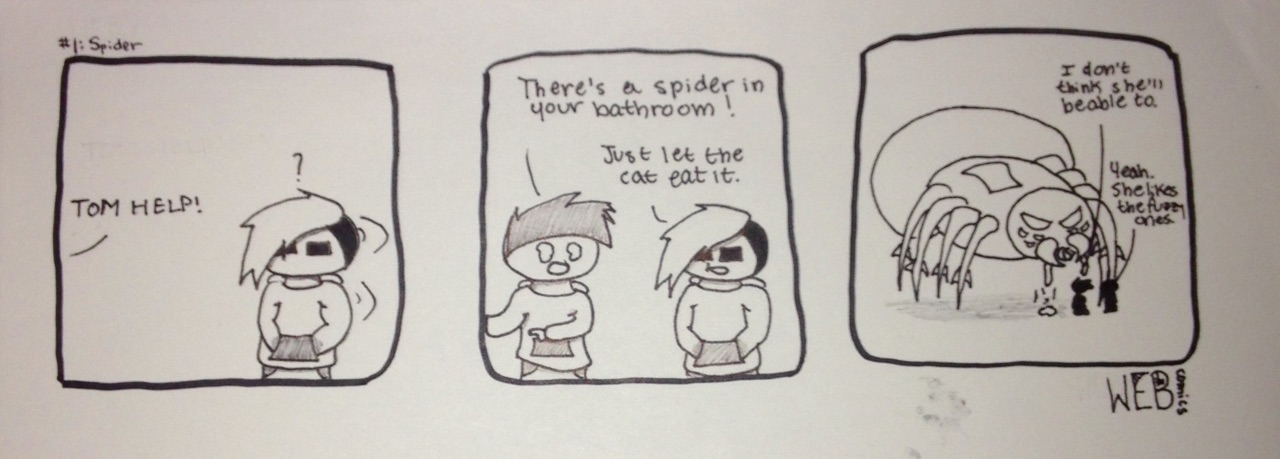 #1: Spider
?
TOM HELP!
There's a spider in
your bathroom!
Just let the
cat eat it.
I don't
think she'll
beable to.
Yeah.
She likes
the fuzzy
ones.
WEB
comics